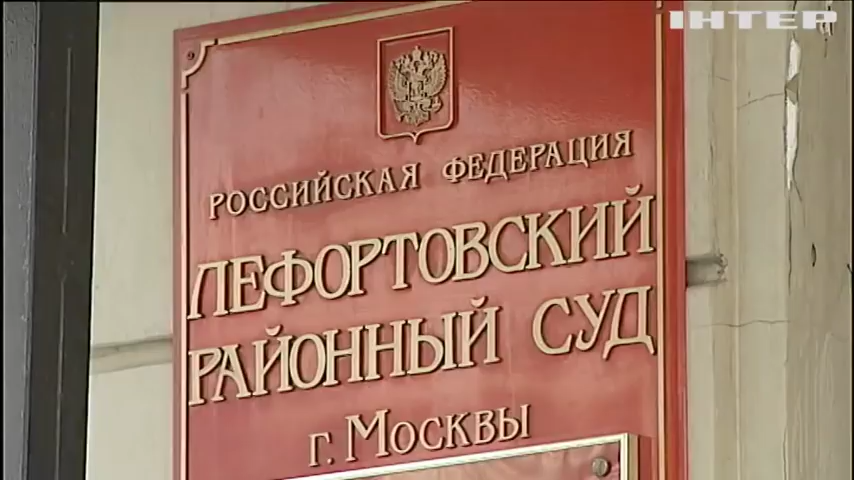 ІНТЕР
РОССИЙСКАЯ ФЕДЕРАЦИЯ
ЛЕФОРТОВСКИЙ
РАЙОННЫЙ СУД
г. МОСКВЫ